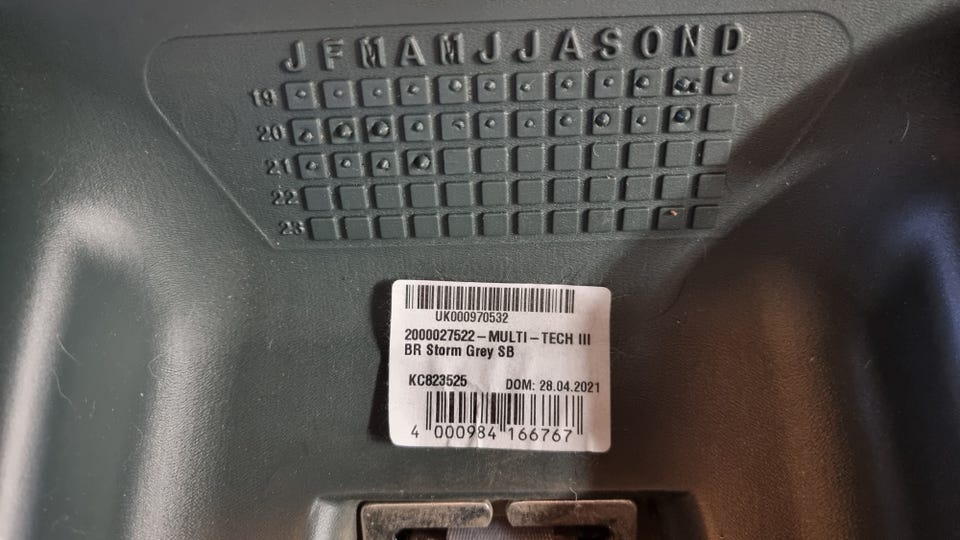 J F M A M J J A S O N D
19
20
21
22
23
UK000970532
2000027522-MULTI-TECH III
BR Storm Grey SB
KC823525 DOM: 28.04.2021
4 000984 166767